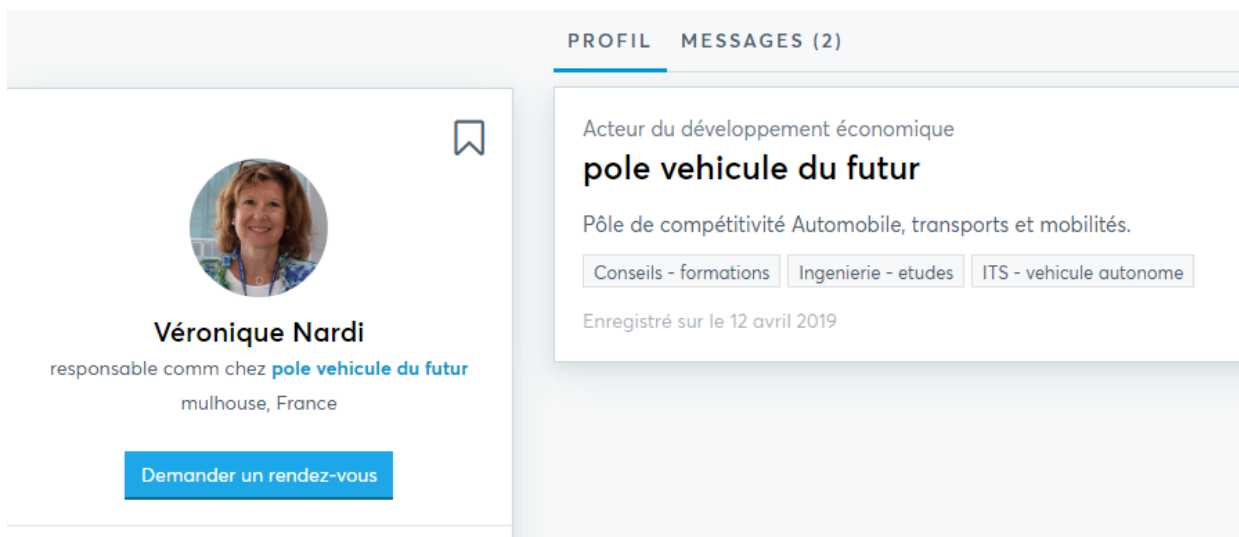 PROFIL MESSAGES (2)
Véronique Nardi
responsable comm chez pole vehicule du futur
mulhouse, France
Demander un rendez-vous
Acteur du développement économique
pole vehicule du futur
Pôle de compétitivité Automobile, transports et mobilités.
Conseils - formations Ingenierie - etudes ITS - vehicule autonome
Enregistré sur le 12 avril 2019